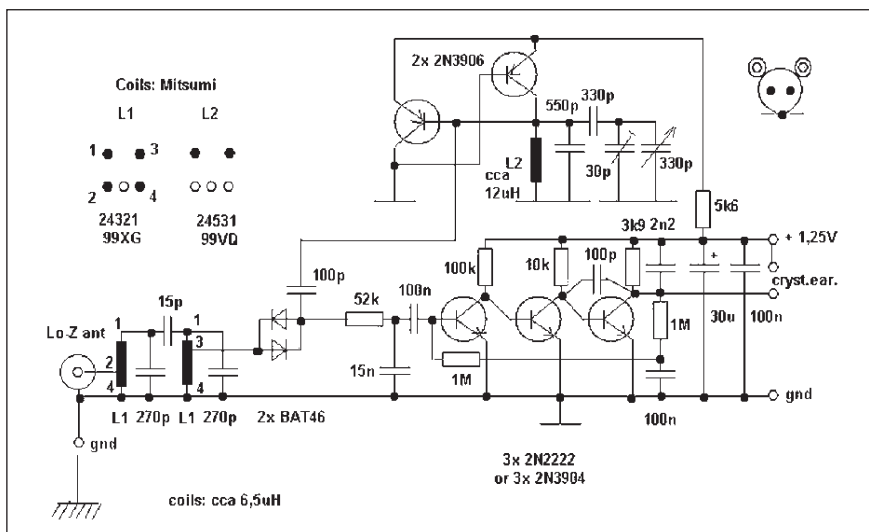 Coils: Mitsumi
L1
L2
1
3
2
4
24321
99XG
24531
99VQ
2x 2N3906
550p
330p
L2
cca
12uH
30p
330p
5k6
3k9
2n2
+ 1,25V
100k
10k
100p
+
cryst.ear.
100p
52k
100n
15p
1
1
Lo-Z ant
3
2
4
4
15n
1M
1M
30u
100n
gnd
L1
270p
L1
270p
2x BAT46
100n
gnd
3x 2N2222
or 3x 2N3904
coils: cca 6,5uH